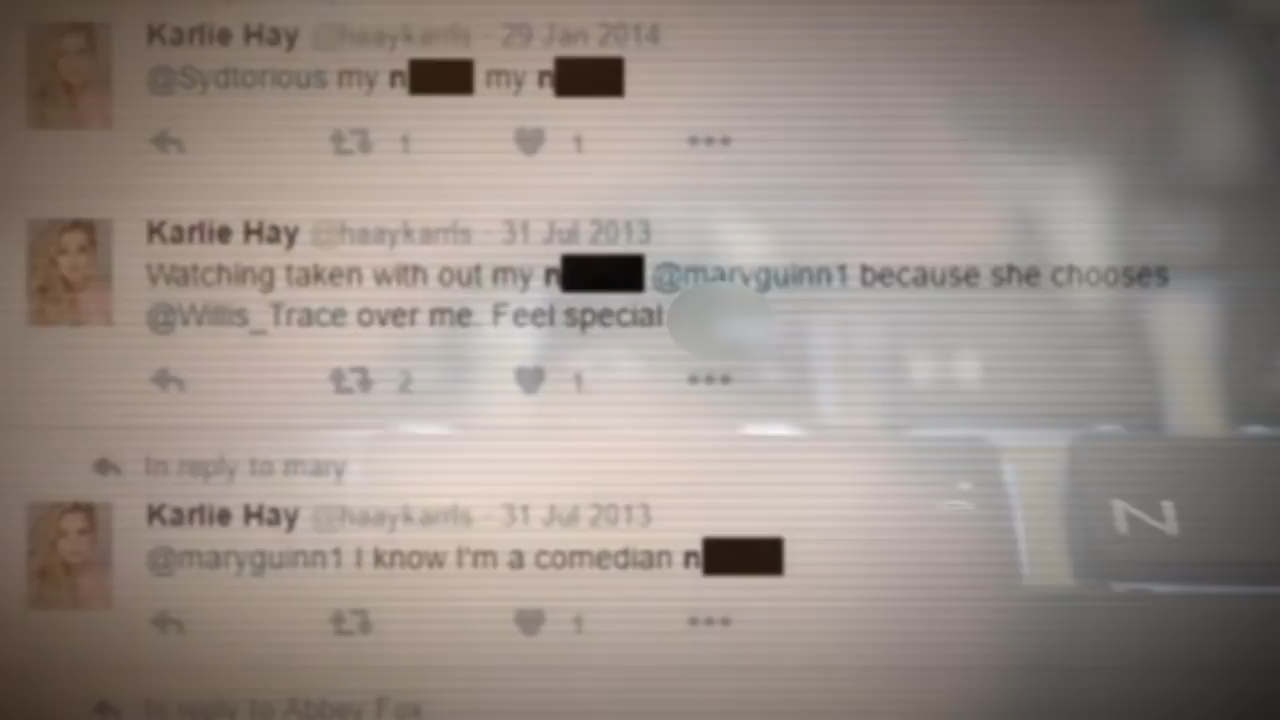 Karlie Hay @haaykarris · 29 Jan 2014
@Sydtorious my n my n
1 1
Karlie Hay @haaykarris · 31 Jul 2013
Watching taken with out my n @maryguinn1 because she chooses
@Willis_Trace over me. Feel special
2 1
In reply to mary
Karlie Hay @haaykarris · 31 Jul 2013
@maryguinn1 I know I'm a comedian n
1
In reply to Abbey Fox
Z